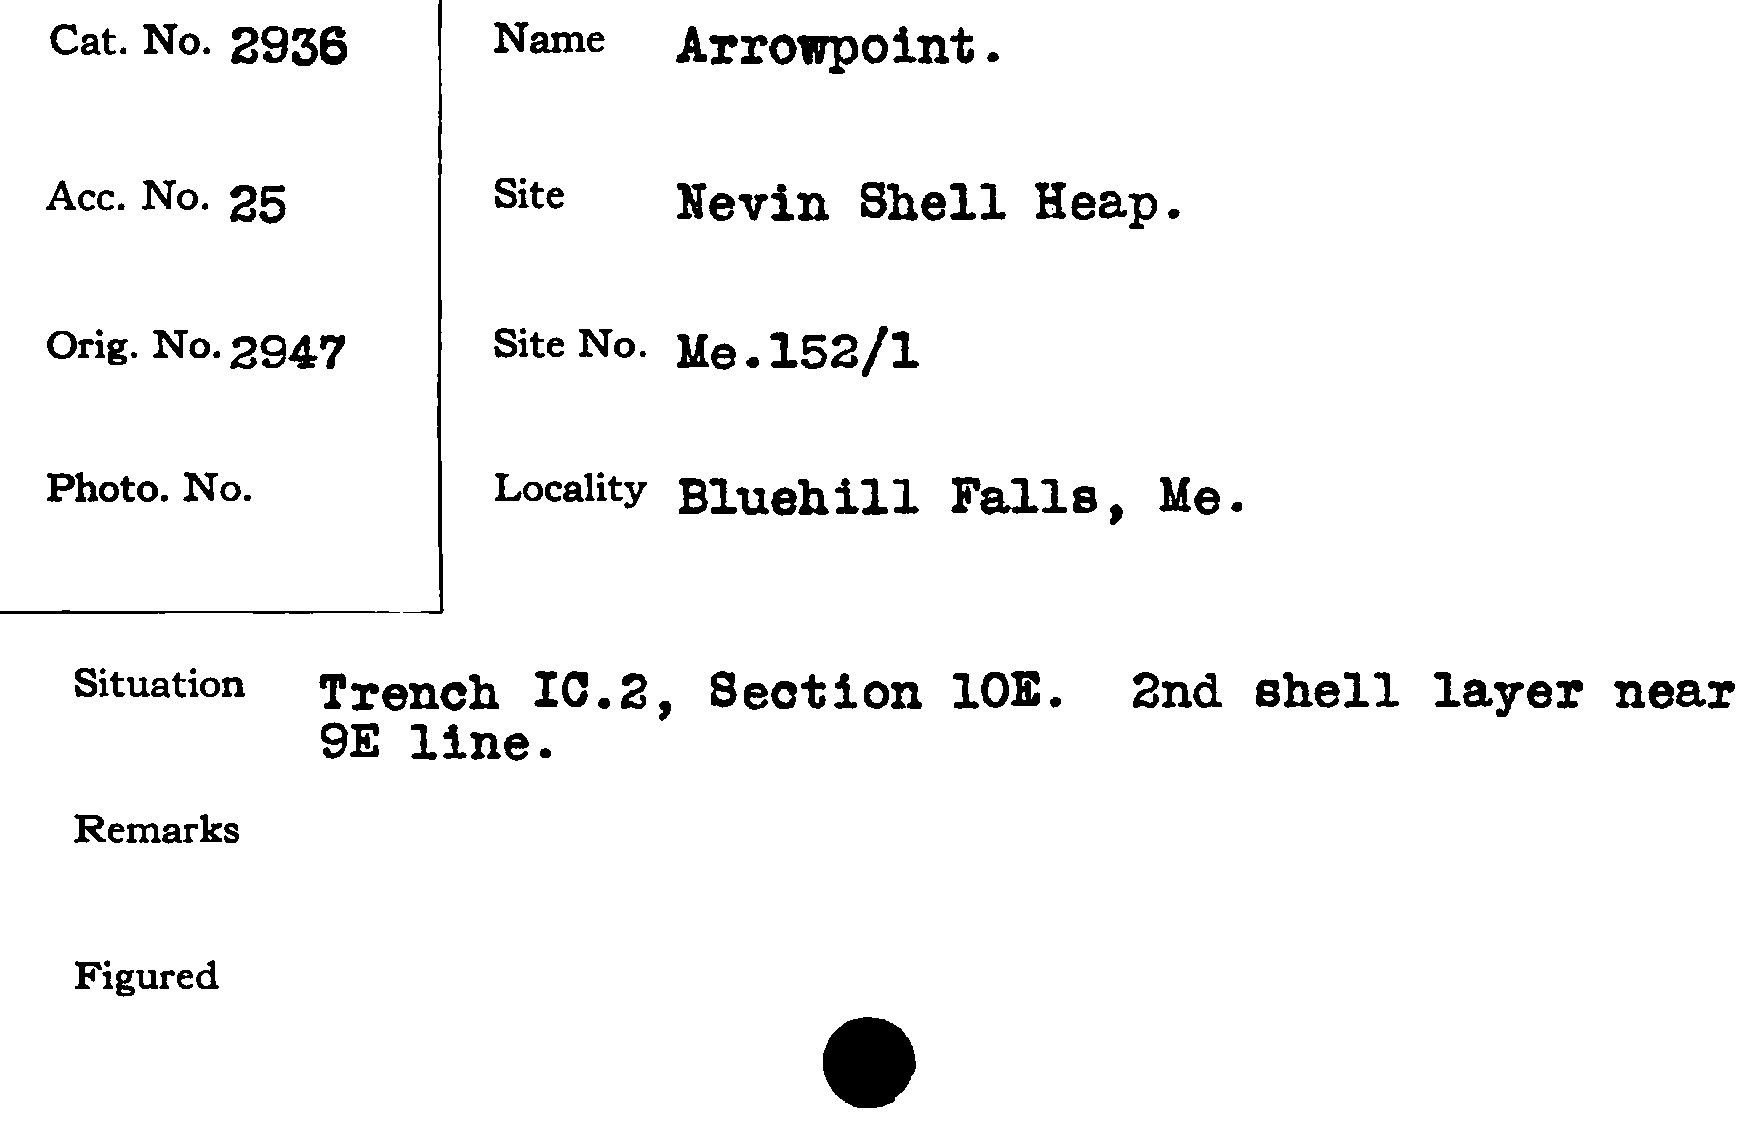 Cat. No. 2936
Name Arrowpoint.
Acc. No. 25
Site Nevin Shell Heap.
Orig. No. 2947
Site No. Me.152/1
Photo. No.
Locality Bluehill Falls, Me.
Situation Trench IC.2, Section 10E. 2nd shell layer near
9E line.
Remarks
Figured